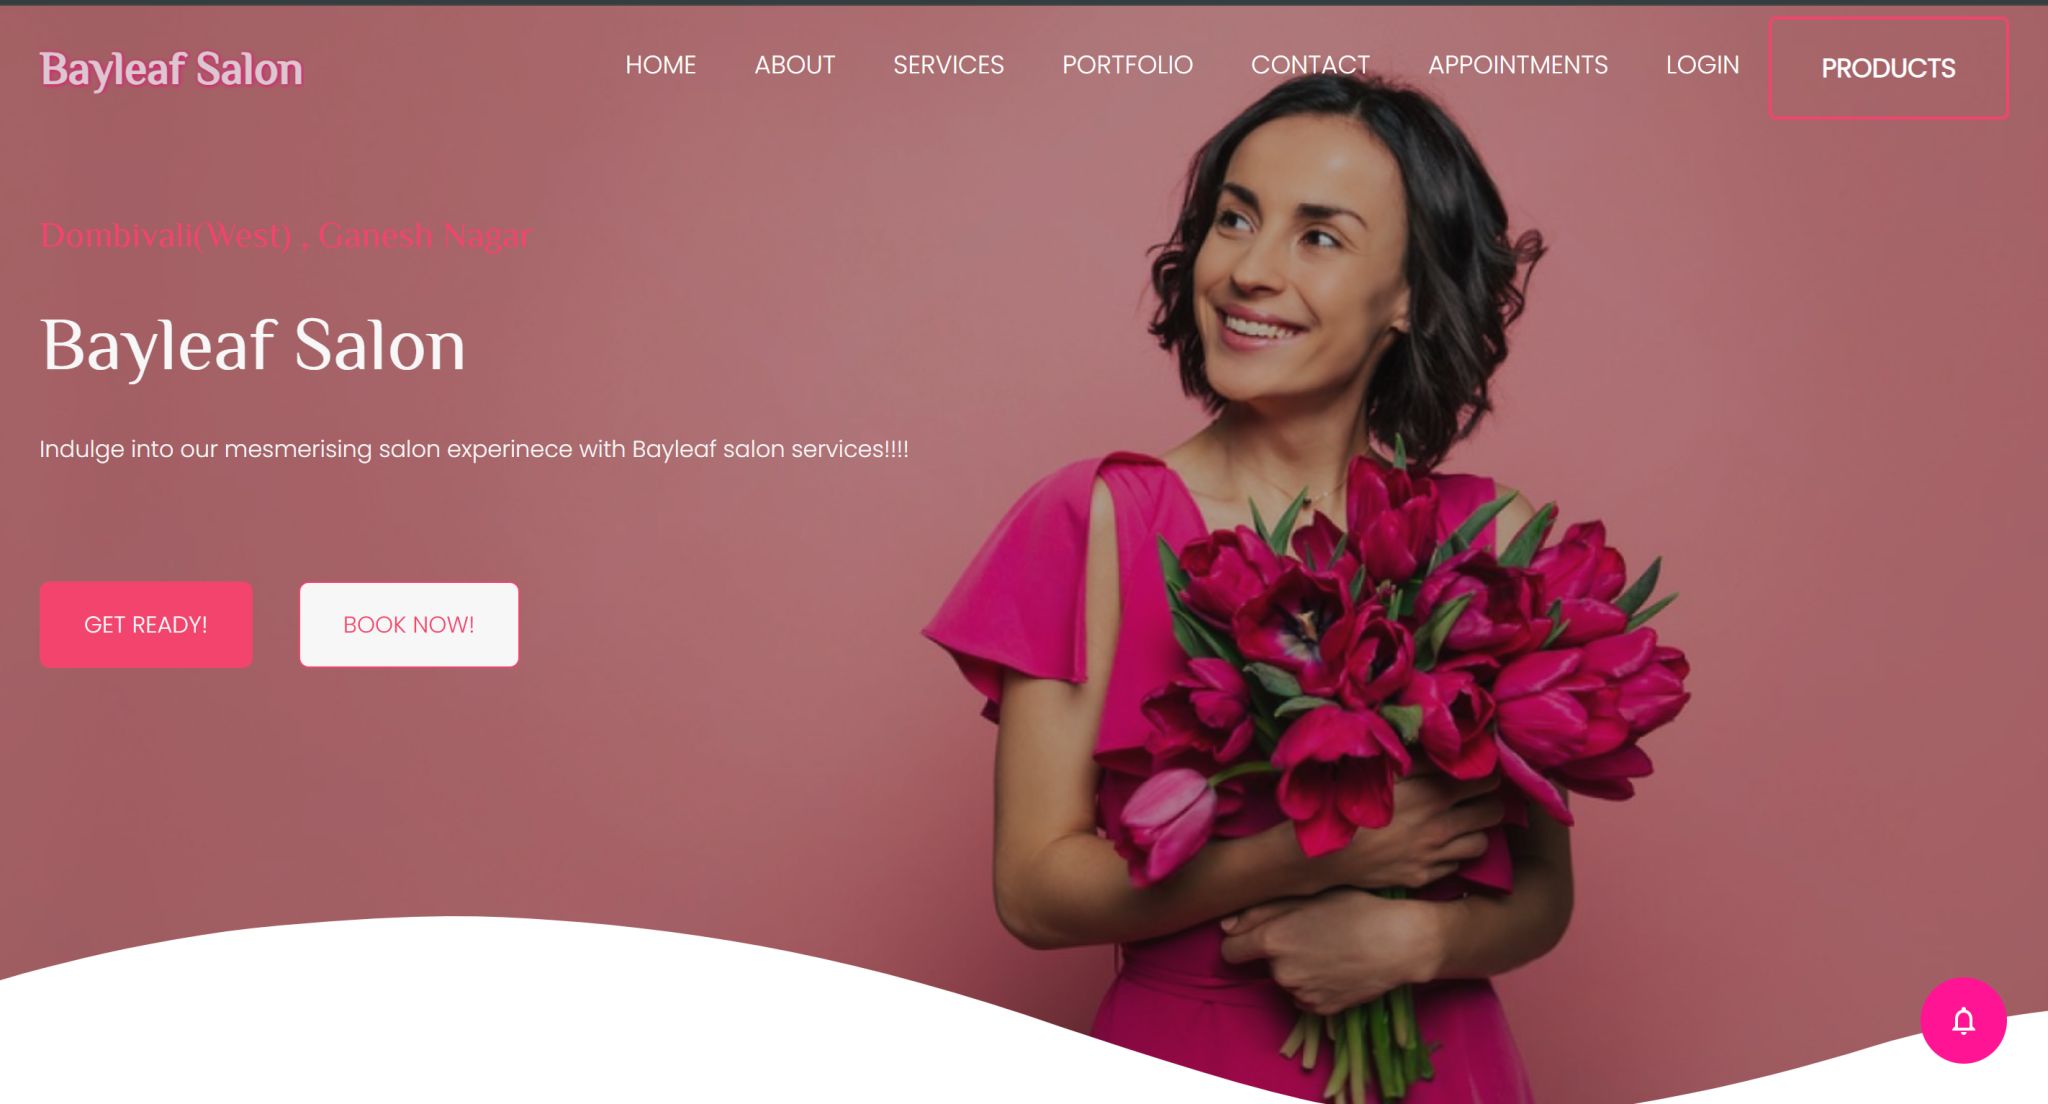 Bayleaf Salon
HOME ABOUT SERVICES PORTFOLIO CONTACT APPOINTMENTS LOGIN PRODUCTS
Dombivali(West) , Ganesh Nagar
Bayleaf Salon
Indulge into our mesmerising salon experinece with Bayleaf salon services!!!!
GET READY! BOOK NOW!